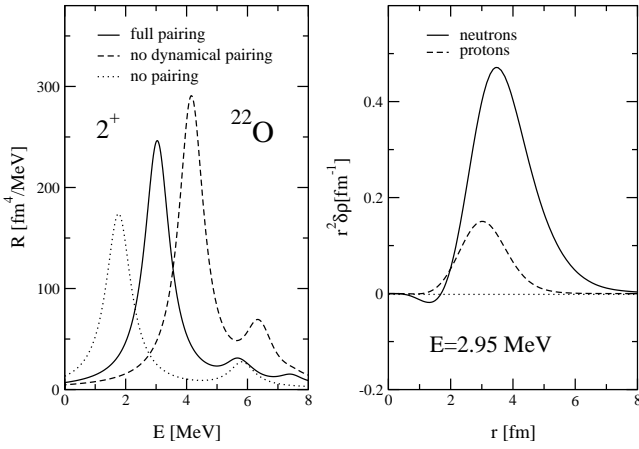 full pairing
no dynamical pairing
no pairing
2+
22O
R [fm4/MeV]
300
200
100
0
0 2 4 6 8
E [MeV]
neutrons
protons
r2δρ[fm-1]
0.4
0.2
0
-0.2
E=2.95 MeV
0 2 4 6 8
r [fm]